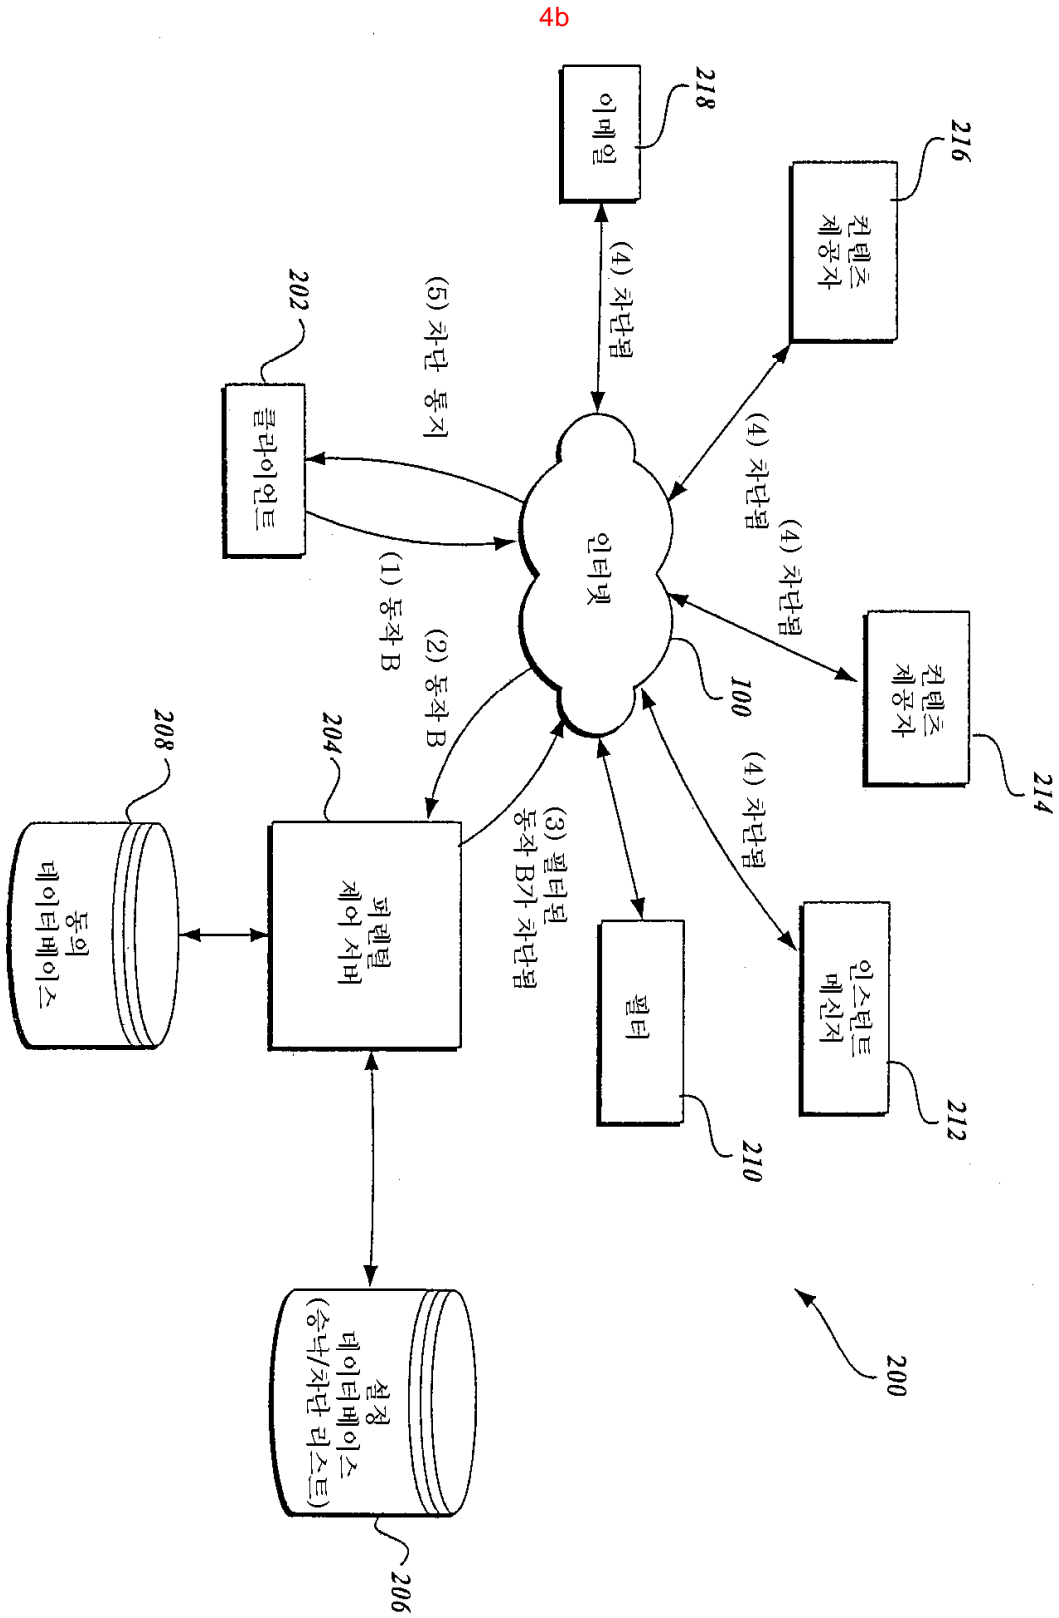 4b
200
218
이메일
216
컨텐츠
제공자
214
컨텐츠
제공자
212
인스턴트
메신저
210
필터
(4) 차단됨
(4) 차단됨
(4) 차단됨
(4) 차단됨
인터넷
100
202
클라이언트
(5) 차단 통지
(1) 동작 B
(2) 동작 B
(3) 필터된
동작 B가 차단됨
204
퍼렌털
제어 서버
208
동의
데이터베이스
206
설정
데이터베이스
(승낙/차단 리스트)